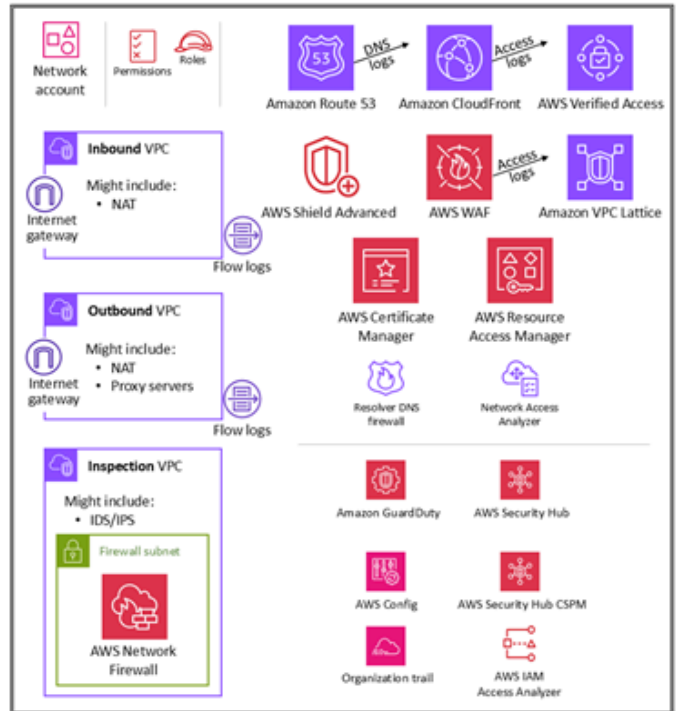 Network
account
Permissions
Roles
53
DNS
logs
Access
logs
Amazon Route 53
Amazon CloudFront
AWS Verified Access
Inbound VPC
Might include:
• NAT
Internet
gateway
Flow logs
AWS Shield Advanced
AWS WAF
Access
logs
Amazon VPC Lattice
AWS Certificate
Manager
AWS Resource
Access Manager
Outbound VPC
Might include:
• NAT
• Proxy servers
Internet
gateway
Flow logs
Resolver DNS
firewall
Network Access
Analyzer
Inspection VPC
Might include:
• IDS/IPS
Firewall subnet
AWS Network
Firewall
Amazon GuardDuty
AWS Security Hub
AWS Config
AWS Security Hub CSPM
Organization trail
AWS IAM
Access Analyzer